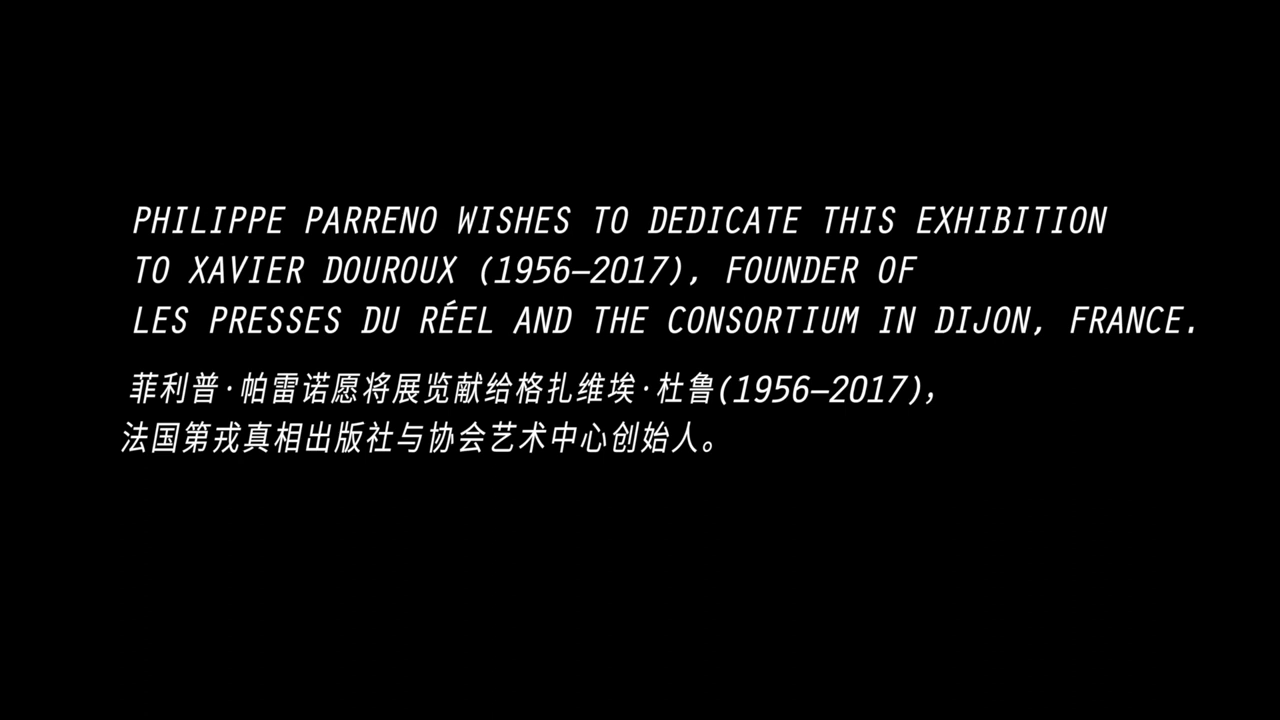 PHILIPPE PARRENO WISHES TO DEDICATE THIS EXHIBITION
TO XAVIER DOUROUX (1956–2017), FOUNDER OF
LES PRESSES DU RÉEL AND THE CONSORTIUM IN DIJON, FRANCE.
菲利普·帕雷诺愿将展览献给格扎维埃·杜鲁(1956–2017)，
法国第戎真相出版社与协会艺术中心创始人。